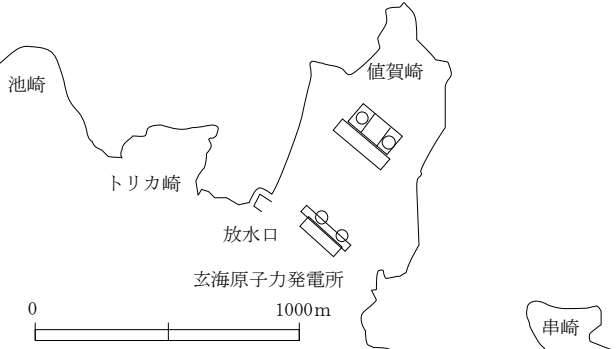 値賀崎
池崎
トリカ崎
放水口
玄海原子力発電所
0
1000m
串崎